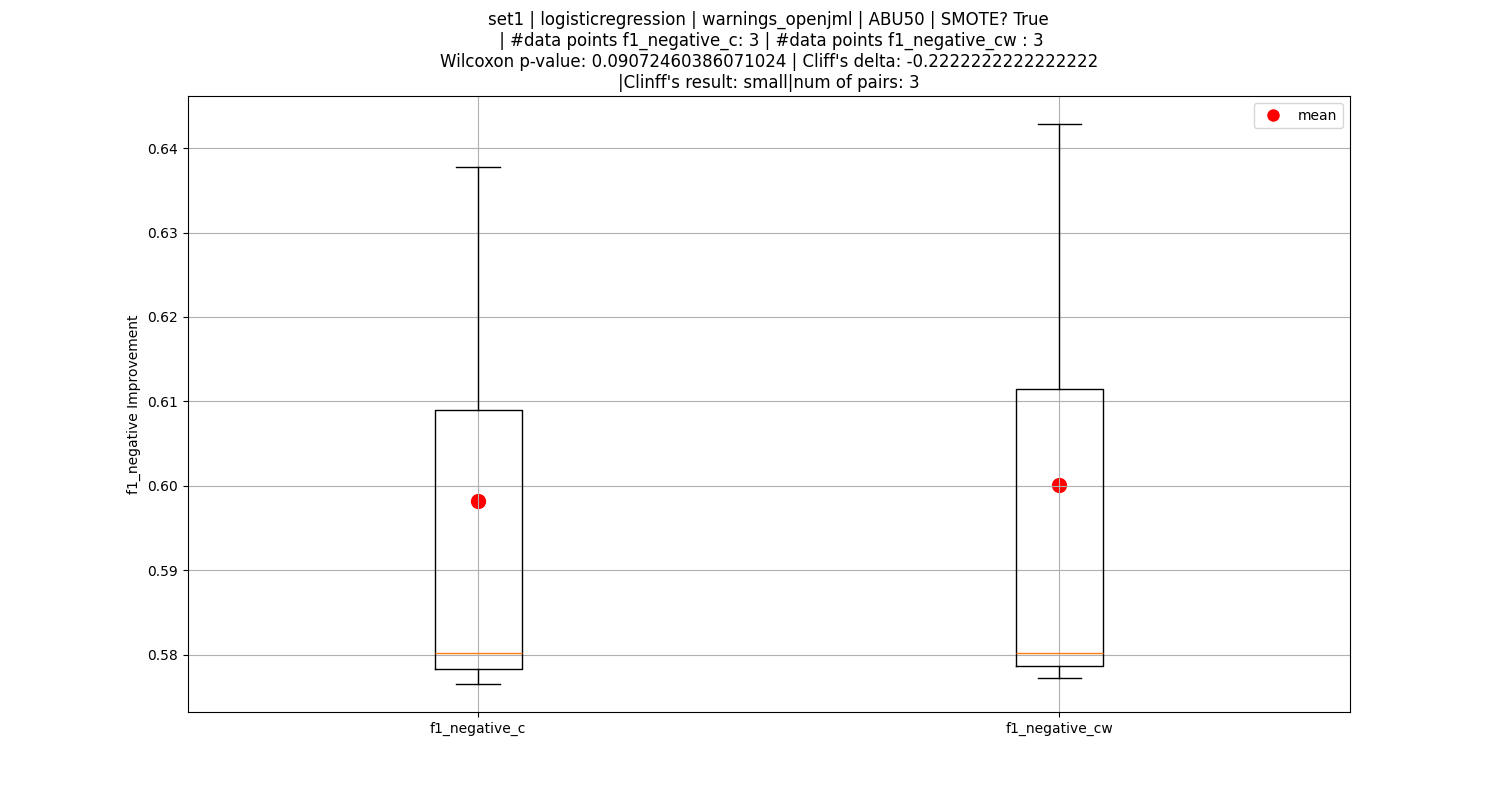 set1 | logisticregression | warnings_openjml | ABU50 | SMOTE? True
| #data points f1_negative_c: 3 | #data points f1_negative_cw : 3
Wilcoxon p-value: 0.09072460386071024 | Cliff's delta: -0.2222222222222222
|Clinff's result: small|num of pairs: 3
mean
0.64
0.63
0.62
0.61
0.60
0.59
0.58
f1_negative Improvement
f1_negative_c
f1_negative_cw